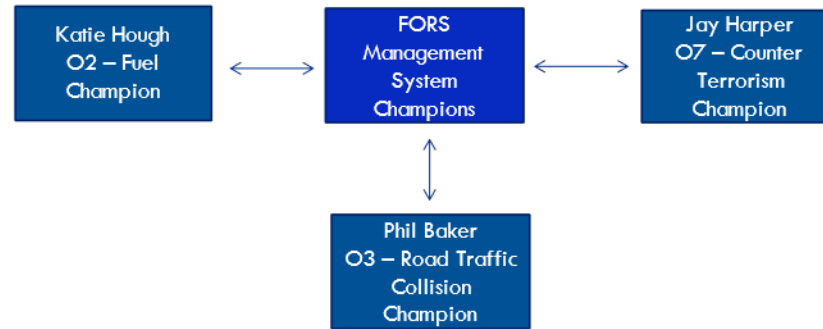 Katie Hough
O2 – Fuel
Champion
FORS
Management
System
Champions
Jay Harper
O7 – Counter
Terrorism
Champion
Phil Baker
O3 – Road Traffic
Collision
Champion